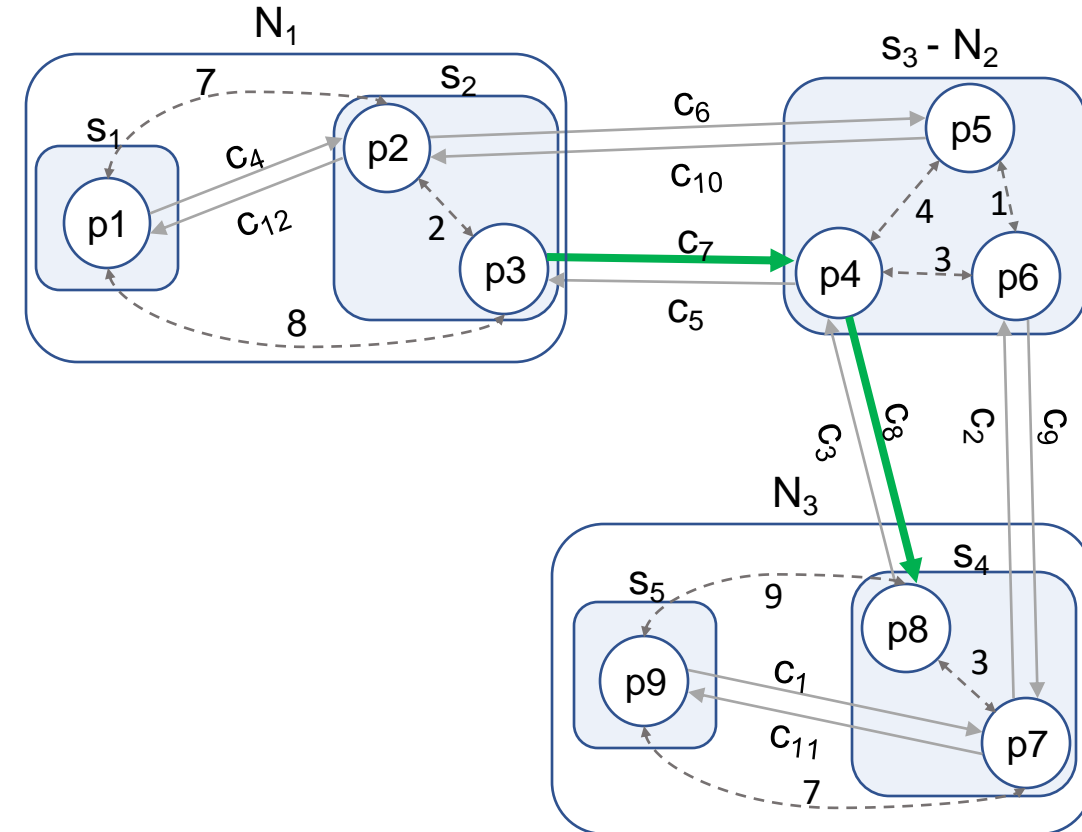 N₁
s₃ - N₂
7
s₂
s₁
c₄
p2
c₆
p5
c₁₀
p1
c₁₂
2
4
1
p3
c₇
p4
3
p6
c₅
8
c₃
c₈
c₂
c₉
N₃
s₄
s₅
9
p8
3
p9
c₁
c₁₁
p7
7